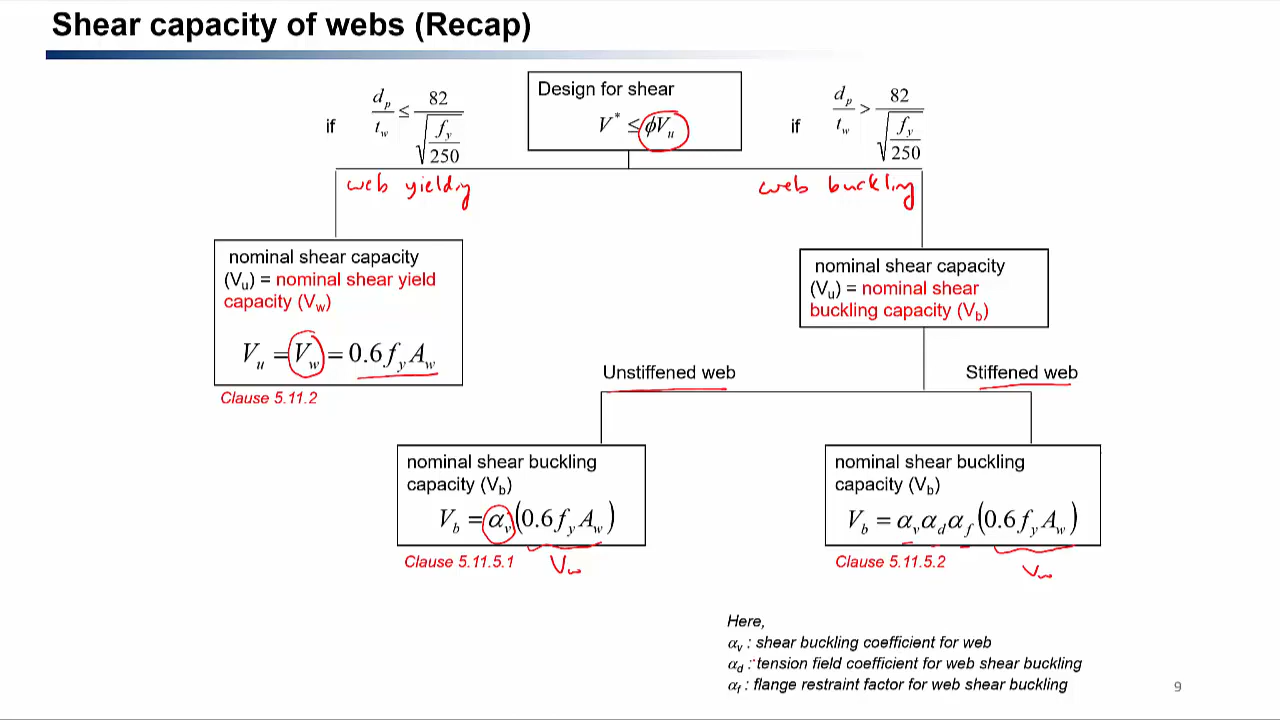 Shear capacity of webs (Recap)
Design for shear
V* ≤ ϕVu
if dp/tw ≤ 82/√(fy/250)
if dp/tw > 82/√(fy/250)
web yielding
web buckling
nominal shear capacity
(Vu) = nominal shear yield
capacity (Vw)
Vu = Vw = 0.6 fy Aw
Clause 5.11.2
nominal shear capacity
(Vu) = nominal shear
buckling capacity (Vb)
Unstiffened web
Stiffened web
nominal shear buckling
capacity (Vb)
Vb = αv(0.6 fy Aw)
Clause 5.11.5.1
Vw
nominal shear buckling
capacity (Vb)
Vb = αv αd αf (0.6 fy Aw)
Clause 5.11.5.2
Vw
Here,
αv : shear buckling coefficient for web
αd : tension field coefficient for web shear buckling
αf : flange restraint factor for web shear buckling
9